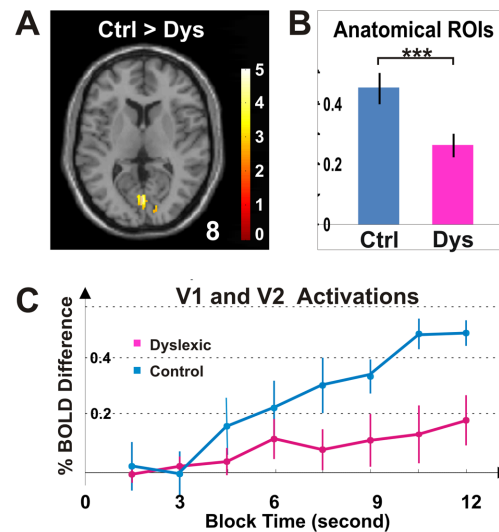 A
Ctrl > Dys
5
4
3
2
1
0
8
B
Anatomical ROIs
***
0.4
0.2
0
Ctrl
Dys
C
V1 and V2 Activations
% BOLD Difference
Dyslexic
Control
0.4
0.2
0
3
6
9
12
Block Time (second)